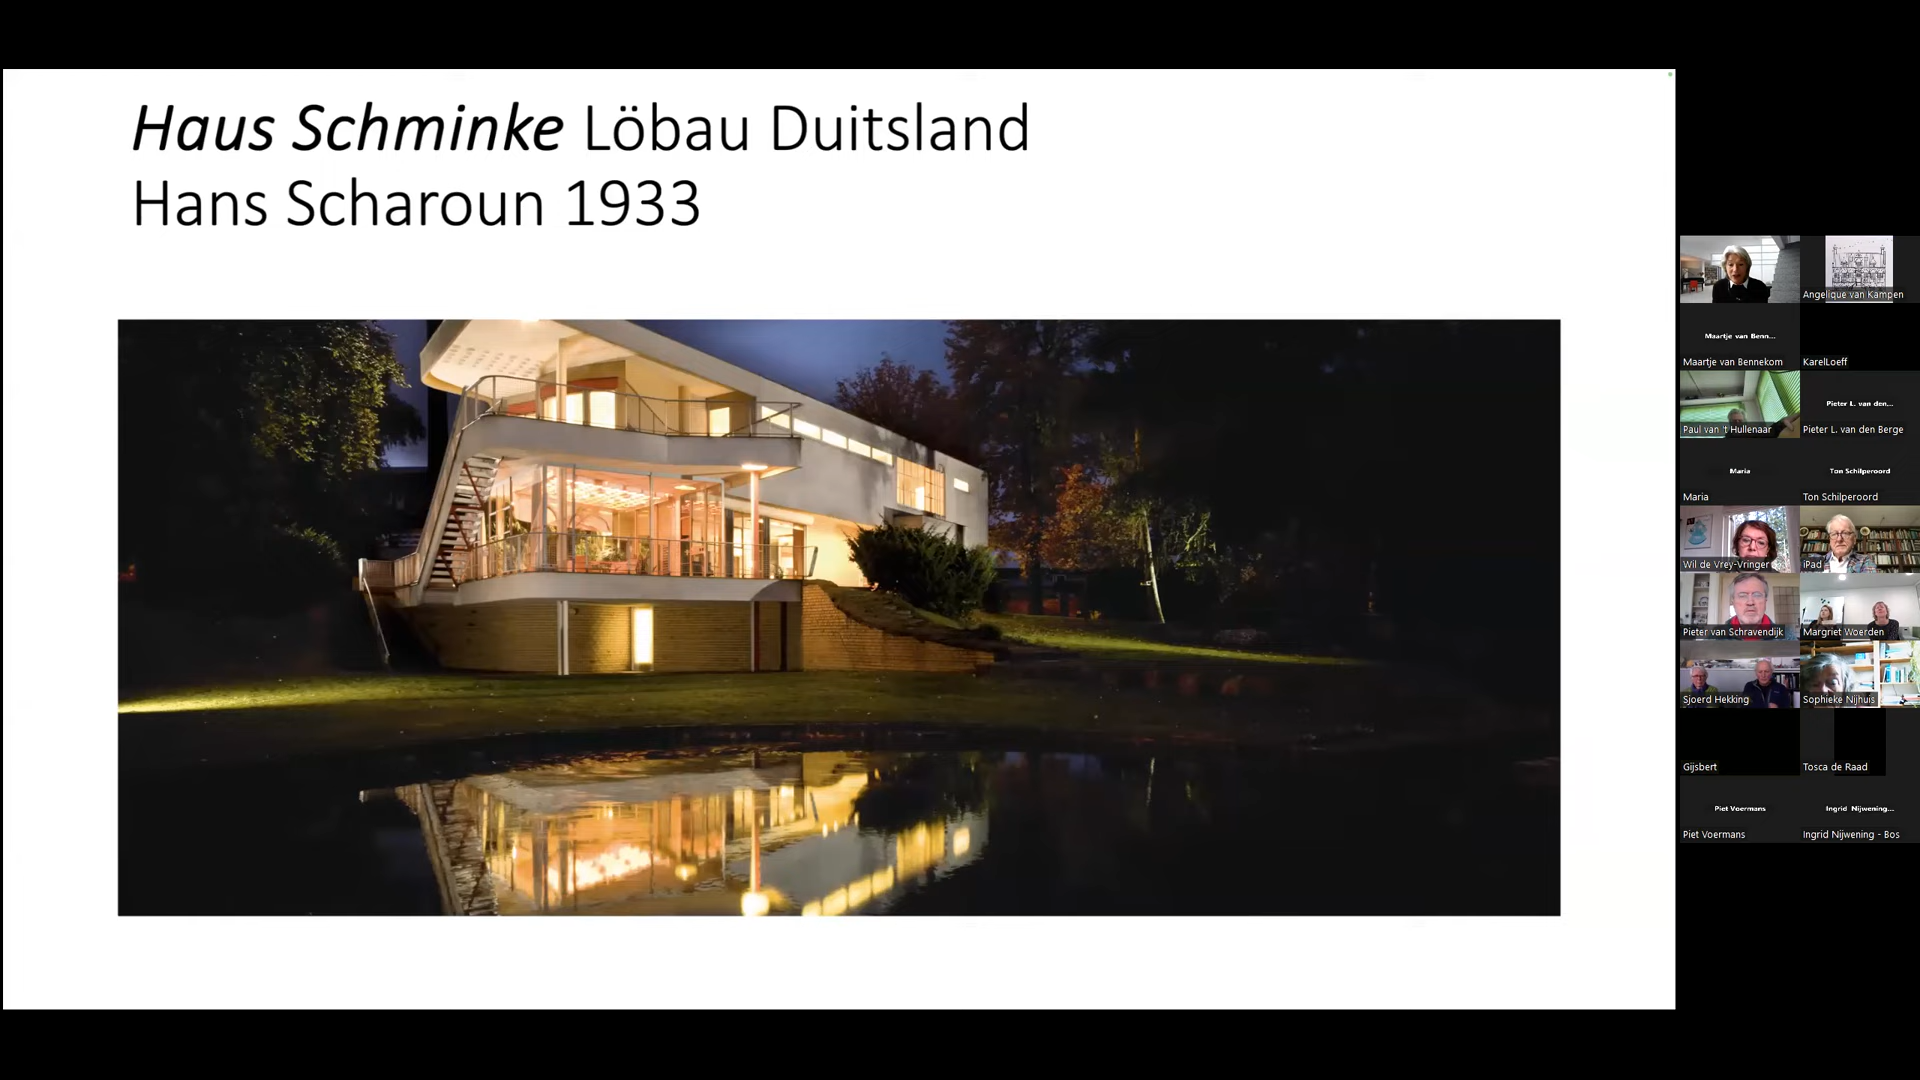 Haus Schminke Löbau Duitsland
Hans Scharoun 1933
Angelique van Kampen
Maartje van Benn...
Maartje van Bennekom
KarelLoeff
Paul van 't Hullenaar
Pieter L. van den...
Pieter L. van den Berge
Maria
Maria
Ton Schilperoord
Ton Schilperoord
Wil de Vrey-Vringer
iPad
Pieter van Schravendijk
Margriet Woerden
Sjoerd Hekking
Sophieke Nijhuis
Gijsbert
Tosca de Raad
Piet Voermans
Piet Voermans
Ingrid Nijwening...
Ingrid Nijwening - Bos